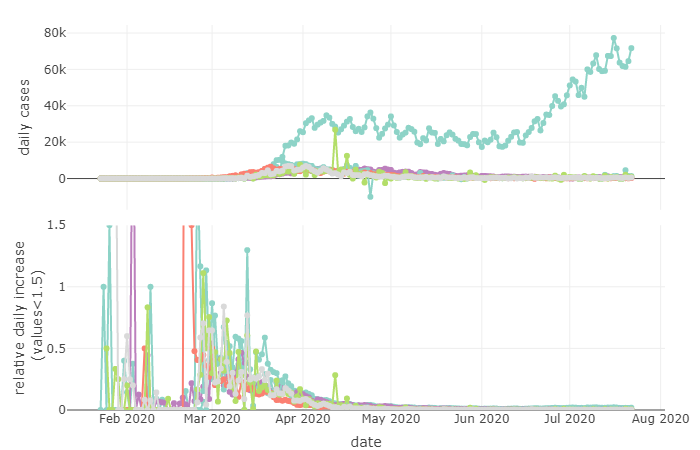 80k
60k
40k
20k
0
daily cases
1.5
1
0.5
0
relative daily increase
(values<1.5)
Feb 2020 Mar 2020 Apr 2020 May 2020 Jun 2020 Jul 2020 Aug 2020
date